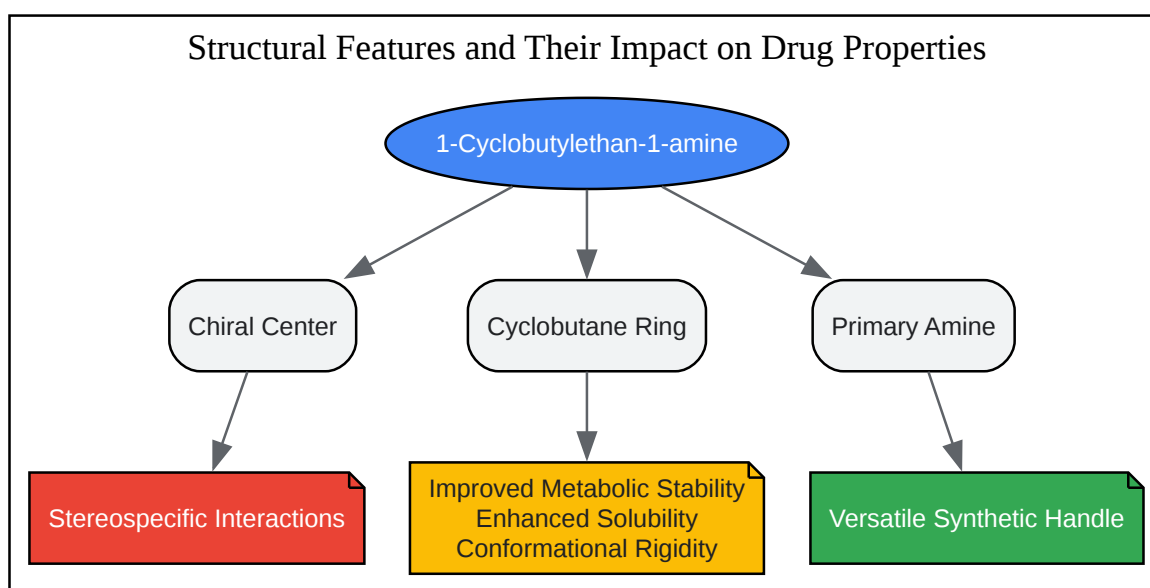 Structural Features and Their Impact on Drug Properties
1-Cyclobutylethan-1-amine
Chiral Center
Cyclobutane Ring
Primary Amine
Stereospecific Interactions
Improved Metabolic Stability
Enhanced Solubility
Conformational Rigidity
Versatile Synthetic Handle